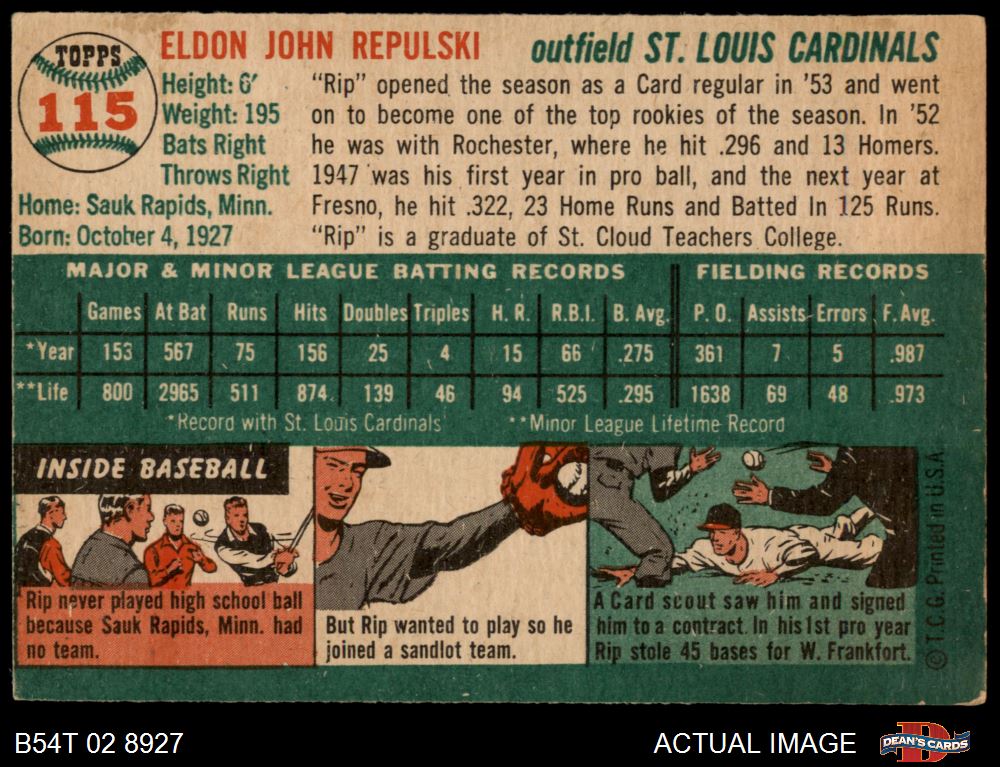 TOPPS
115
ELDON JOHN REPULSKI outfield ST. LOUIS CARDINALS
Height: 6'
Weight: 195
Bats Right
Throws Right
Home: Sauk Rapids, Minn.
Born: October 4, 1927
"Rip" opened the season as a Card regular in '53 and went
on to become one of the top rookies of the season. In '52
he was with Rochester, where he hit .296 and 13 Homers.
1947 was his first year in pro ball, and the next year at
Fresno, he hit .322, 23 Home Runs and Batted In 125 Runs.
"Rip" is a graduate of St. Cloud Teachers College.
MAJOR & MINOR LEAGUE BATTING RECORDS FIELDING RECORDS
Games At Bat Runs Hits Doubles Triples H. R. R.B.I. B. Avg. P. O. Assists Errors F. Avg.
*Year 153 567 75 156 25 4 15 66 .275 361 7 5 .987
**Life 800 2965 511 874 139 46 94 525 .295 1638 69 48 .973
*Record with St. Louis Cardinals **Minor League Lifetime Record
INSIDE BASEBALL
Rip never played high school ball
because Sauk Rapids, Minn. had
no team.
But Rip wanted to play so he
joined a sandlot team.
A Card scout saw him and signed
him to a contract. In his 1st pro year
Rip stole 45 bases for W. Frankfort.
© T.C.G. Printed in U.S.A.
B54T 02 8927
ACTUAL IMAGE
DEAN'S CARDS